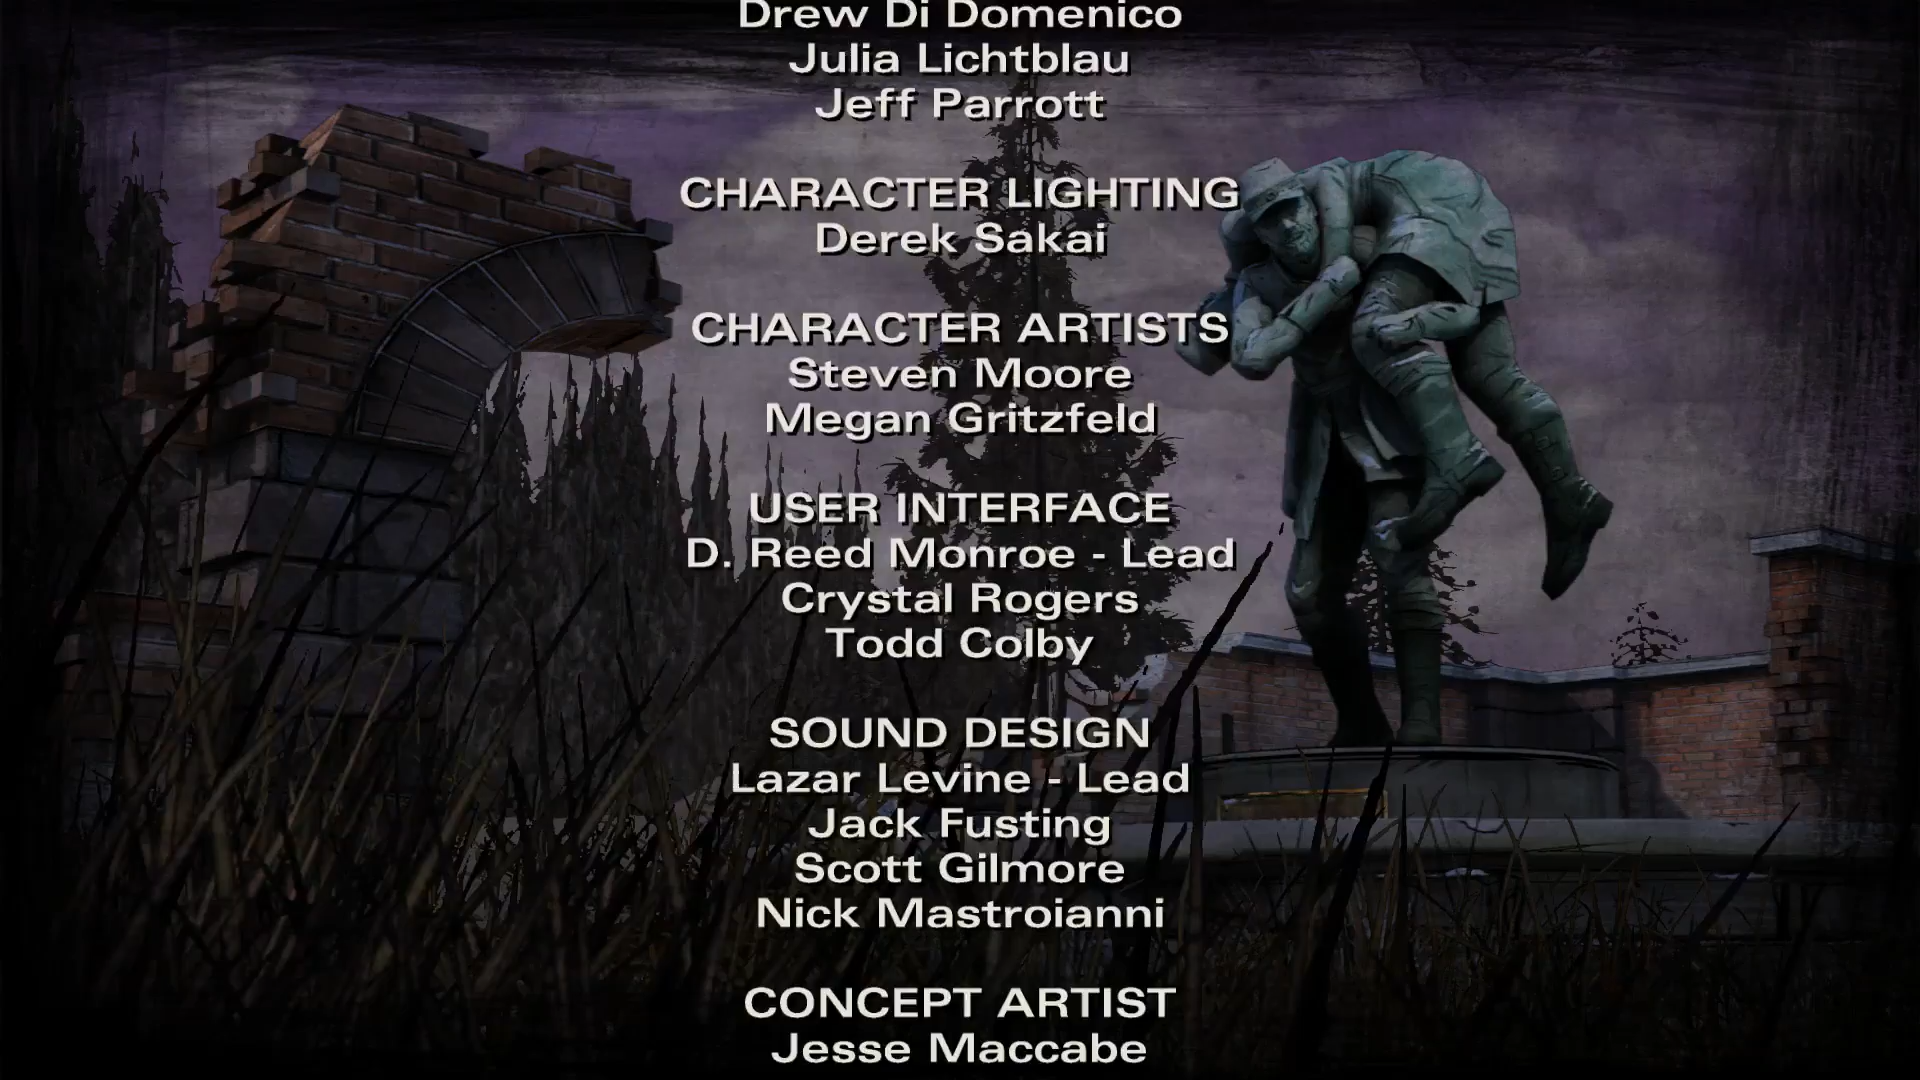 Drew Di Domenico
Julia Lichtblau
Jeff Parrott
CHARACTER LIGHTING
Derek Sakai
CHARACTER ARTISTS
Steven Moore
Megan Gritzfeld
USER INTERFACE
D. Reed Monroe - Lead
Crystal Rogers
Todd Colby
SOUND DESIGN
Lazar Levine - Lead
Jack Fusting
Scott Gilmore
Nick Mastroianni
CONCEPT ARTIST
Jesse Maccabe